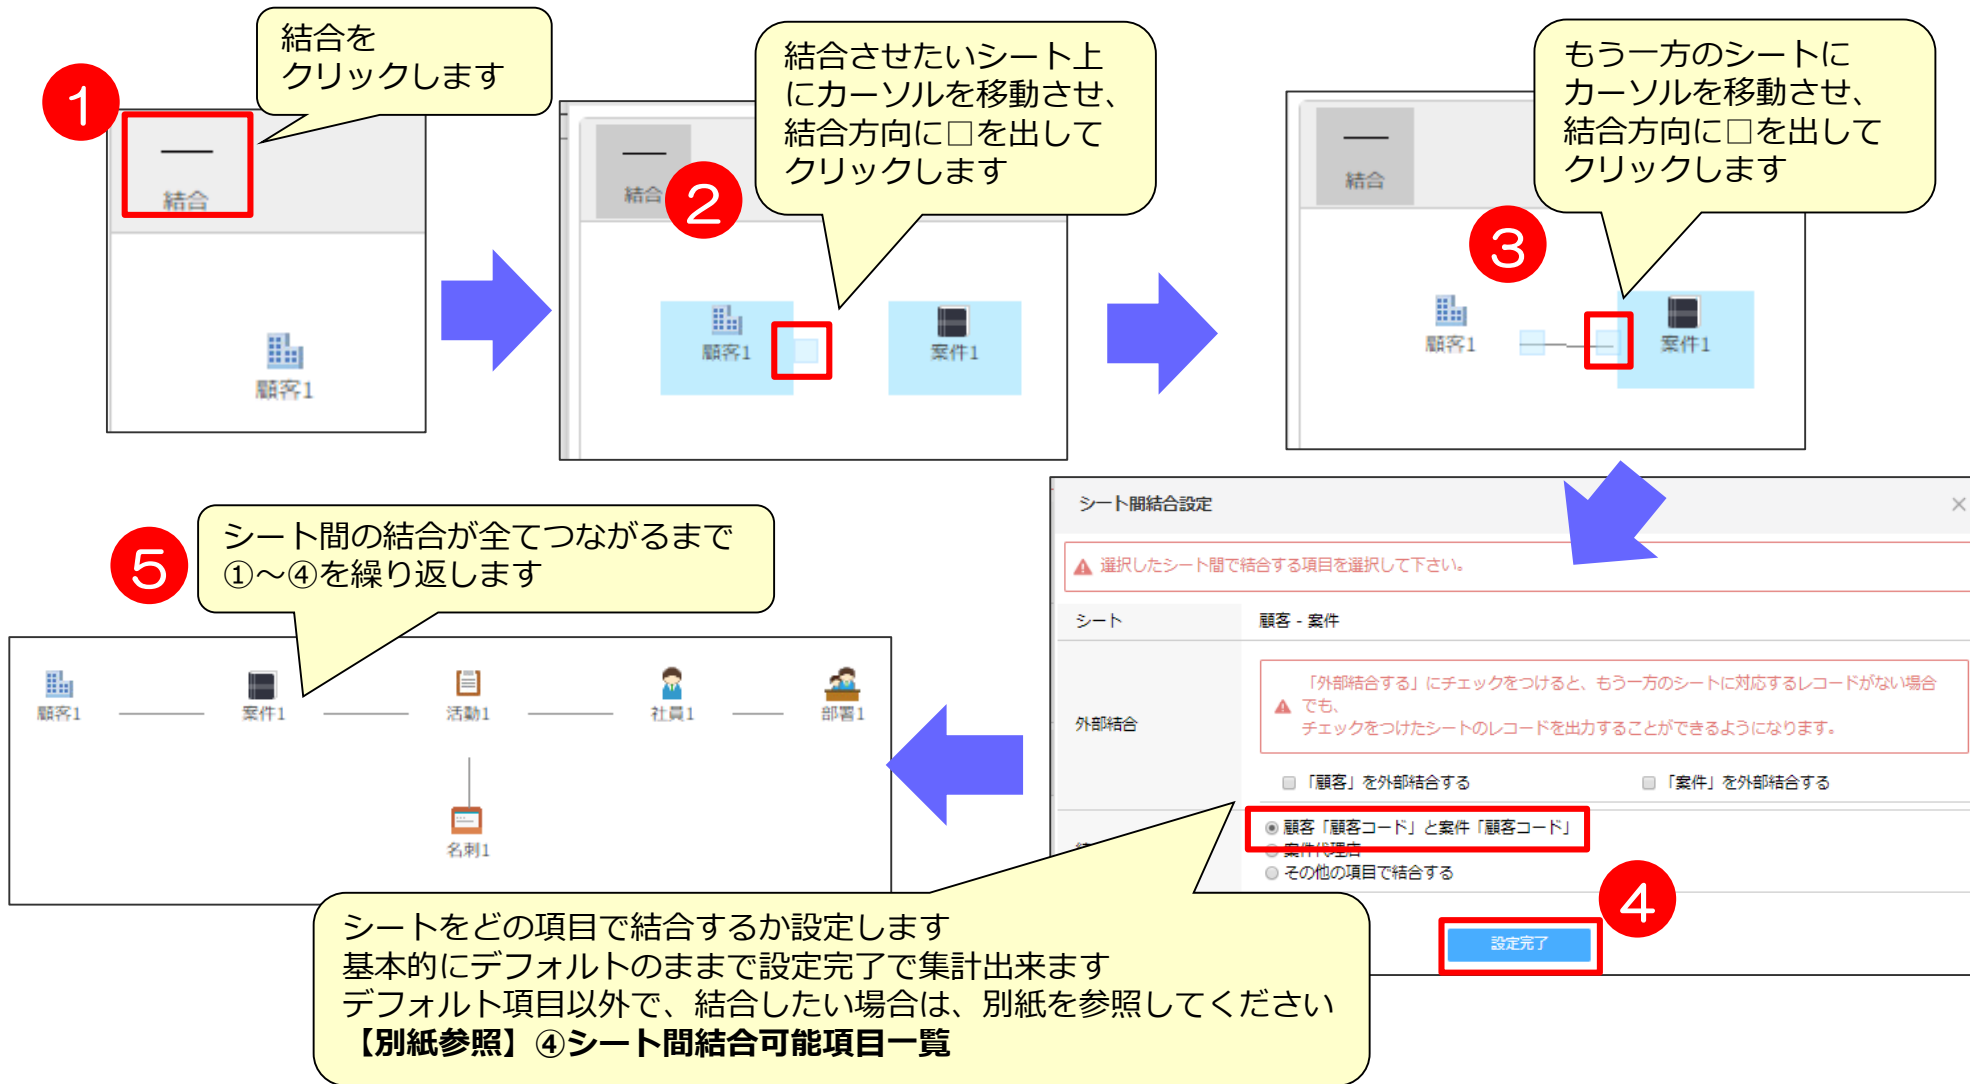 1
結合を
クリックします
結合
顧客1
2
結合させたいシート上
にカーソルを移動させ、
結合方向に□を出して
クリックします
結合
顧客1
案件1
3
もう一方のシートに
カーソルを移動させ、
結合方向に□を出して
クリックします
結合
顧客1
案件1
シート間結合設定
選択したシート間で結合する項目を選択して下さい。
シート
顧客 - 案件
外部結合
「外部結合する」にチェックをつけると、もう一方のシートに対応するレコードがない場合
でも、
チェックをつけたシートのレコードを出力することができるようになります。
「顧客」を外部結合する
「案件」を外部結合する
顧客「顧客コード」と案件「顧客コード」
案件代理店
その他の項目で結合する
4
設定完了
シートをどの項目で結合するか設定します
基本的にデフォルトのままで設定完了で集計出来ます
デフォルト項目以外で、結合したい場合は、別紙を参照してください
【別紙参照】④シート間結合可能項目一覧
5
シート間の結合が全てつながるまで
①～④を繰り返します
顧客1
案件1
活動1
社員1
部署1
名刺1